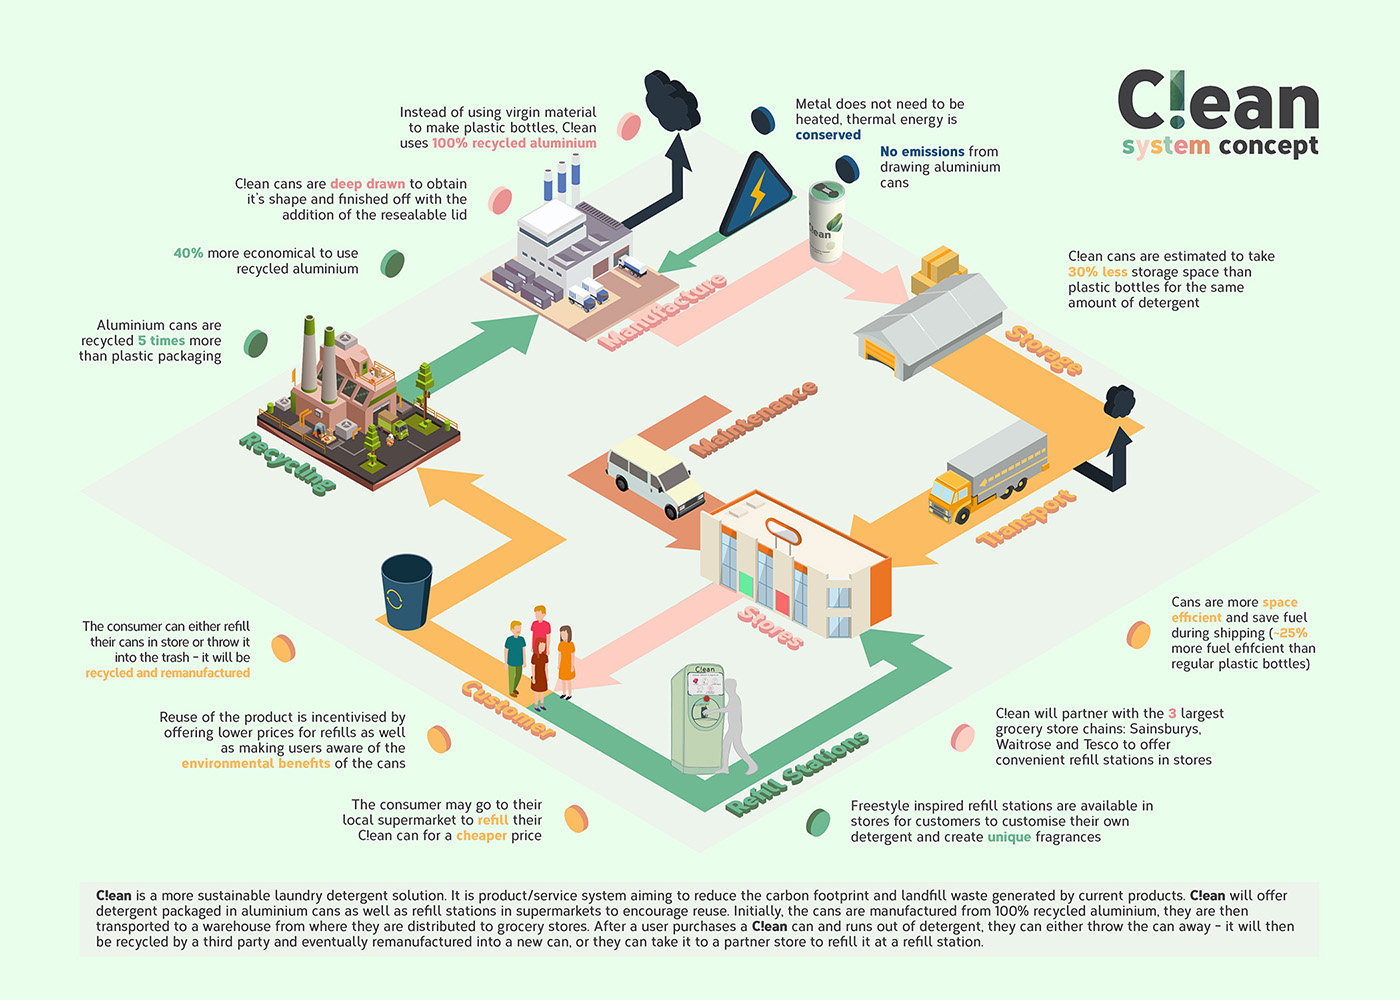 C!ean
system concept
Instead of using virgin material
to make plastic bottles, C!ean
uses 100% recycled aluminium
Metal does not need to be
heated, thermal energy is
conserved
No emissions from
drawing aluminium
cans
C!ean cans are deep drawn to obtain
it's shape and finished off with the
addition of the resealable lid
40% more economical to use
recycled aluminium
C!ean cans are estimated to take
30% less storage space than
plastic bottles for the same
amount of detergent
Aluminium cans are
recycled 5 times more
than plastic packaging
C!ean
Manufacture
Storage
Maintenance
Recycling
Transport
Stores
Customer
Refill Stations
C!ean
The consumer can either refill
their cans in store or throw it
into the trash - it will be
recycled and remanufactured
Cans are more space
efficient and save fuel
during shipping (~25%
more fuel effcient than
regular plastic bottles)
Reuse of the product is incentivised by
offering lower prices for refills as well
as making users aware of the
environmental benefits of the cans
C!ean will partner with the 3 largest
grocery store chains: Sainsburys,
Waitrose and Tesco to offer
convenient refill stations in stores
The consumer may go to their
local supermarket to refill their
C!ean can for a cheaper price
Freestyle inspired refill stations are available in
stores for customers to customise their own
detergent and create unique fragrances
C!ean is a more sustainable laundry detergent solution. It is product/service system aiming to reduce the carbon footprint and landfill waste generated by current products. C!ean will offer
detergent packaged in aluminium cans as well as refill stations in supermarkets to encourage reuse. Initially, the cans are manufactured from 100% recycled aluminium, they are then
transported to a warehouse from where they are distributed to grocery stores. After a user purchases a C!ean can and runs out of detergent, they can either throw the can away - it will then
be recycled by a third party and eventually remanufactured into a new can, or they can take it to a partner store to refill it at a refill station.